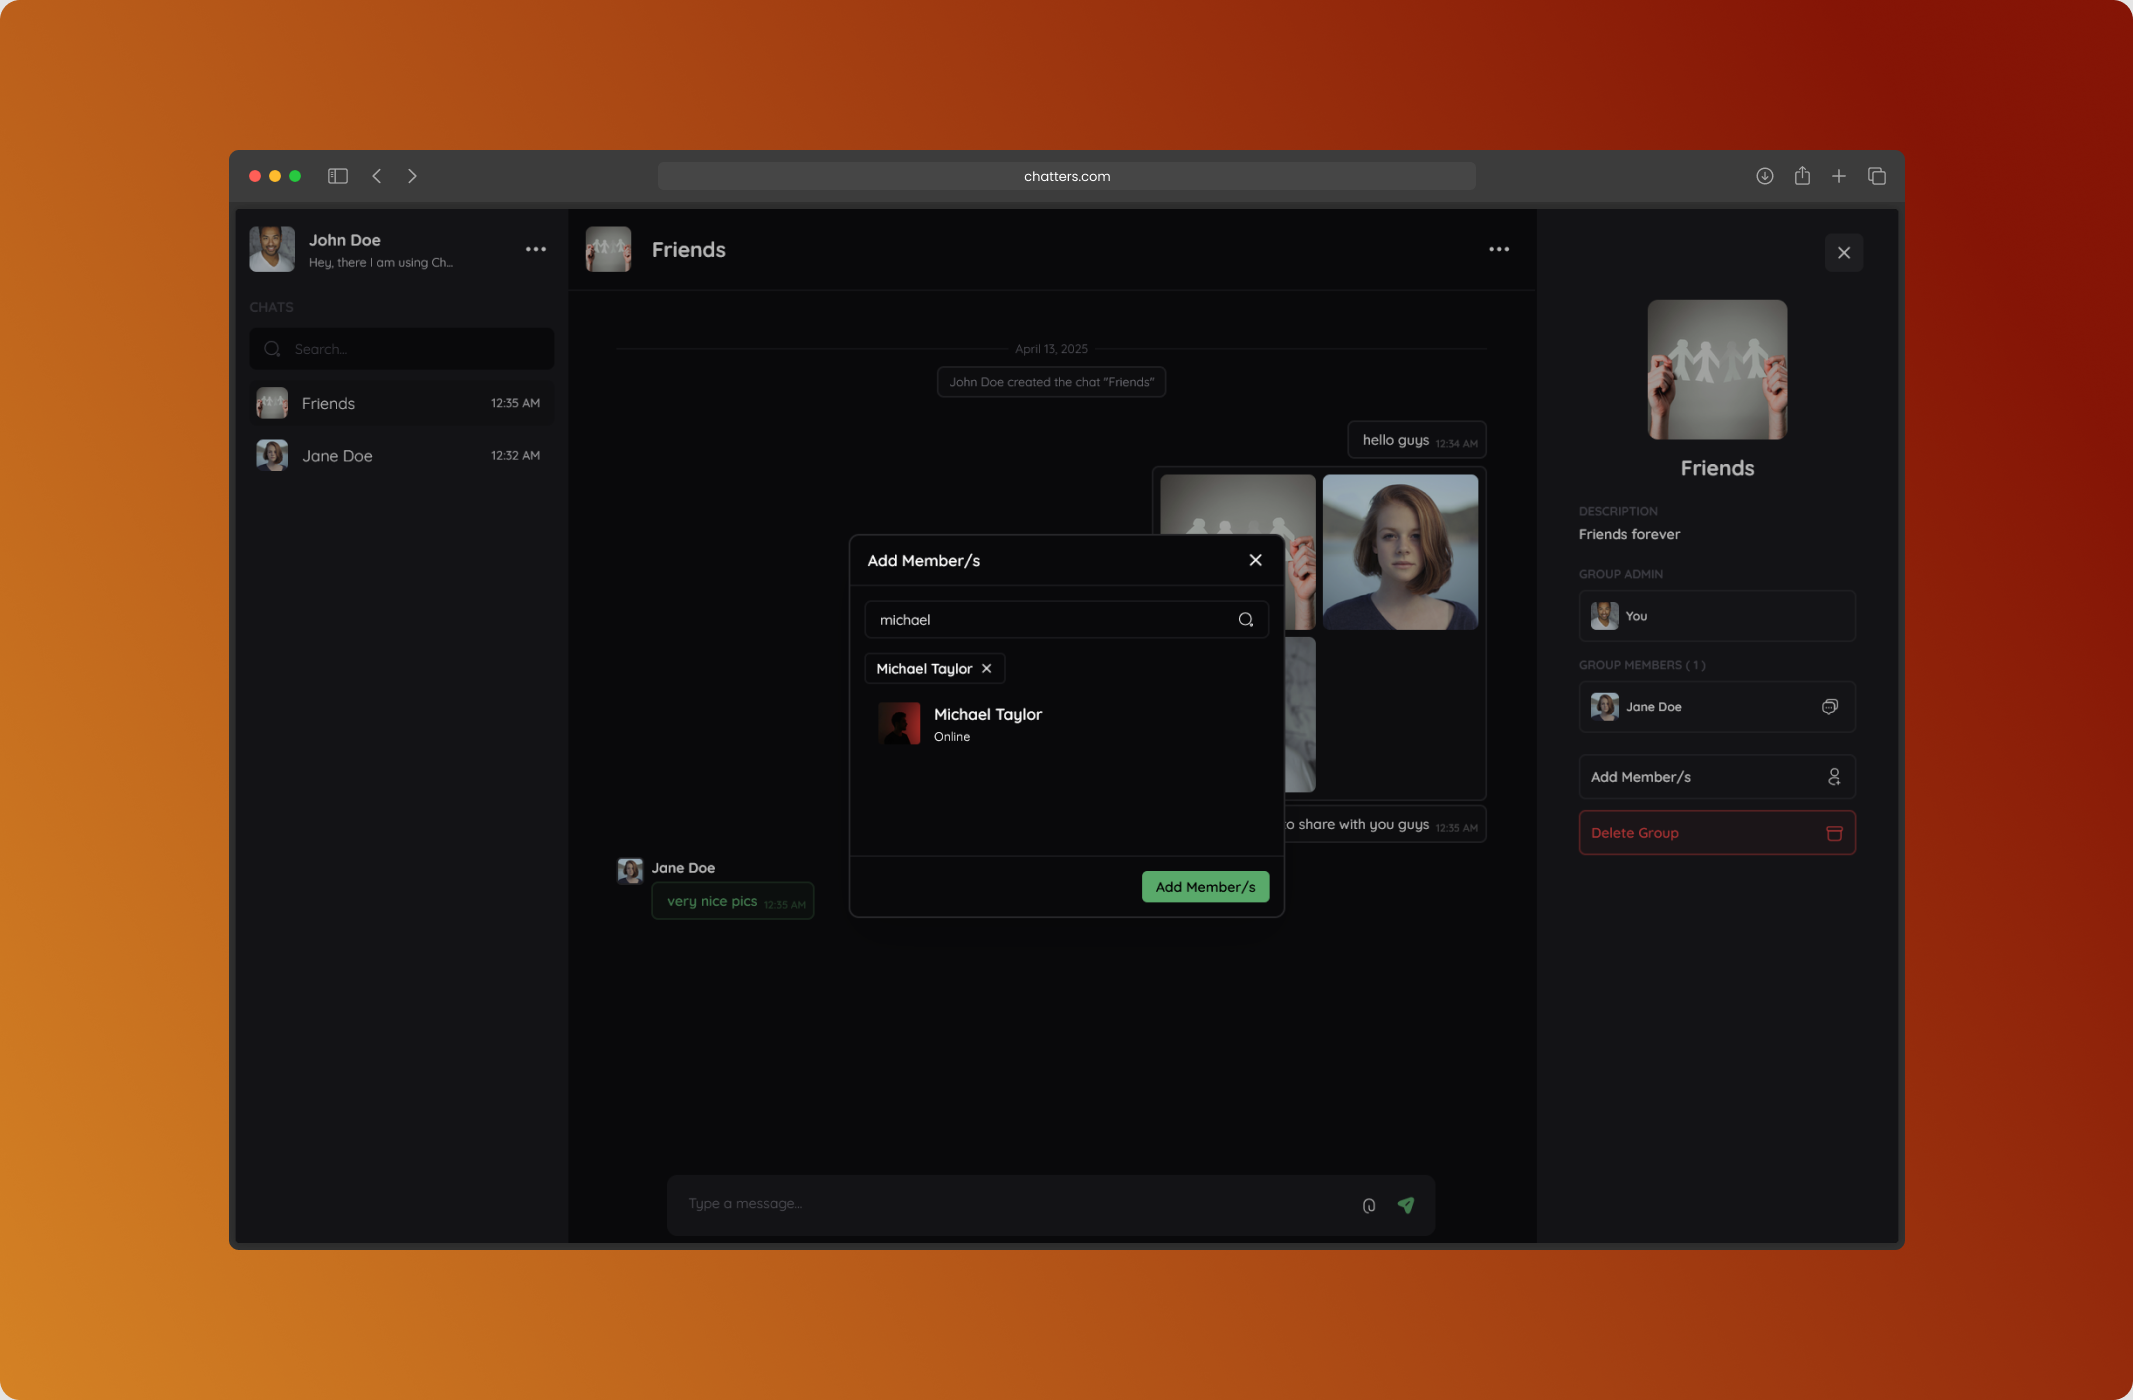 chatters.com
John Doe
Hey, there I am using Ch...
CHATS
Search...
Friends 12:35 AM
Jane Doe 12:32 AM
Friends
April 13, 2025
John Doe created the chat "Friends"
hello guys 12:34 AM
share with you guys 12:35 AM
Jane Doe
very nice pics 12:35 AM
Type a message...
Add Member/s
michael
Michael Taylor
Michael Taylor
Online
Add Member/s
Friends
DESCRIPTION
Friends forever
GROUP ADMIN
You
GROUP MEMBERS ( 1 )
Jane Doe
Add Member/s
Delete Group